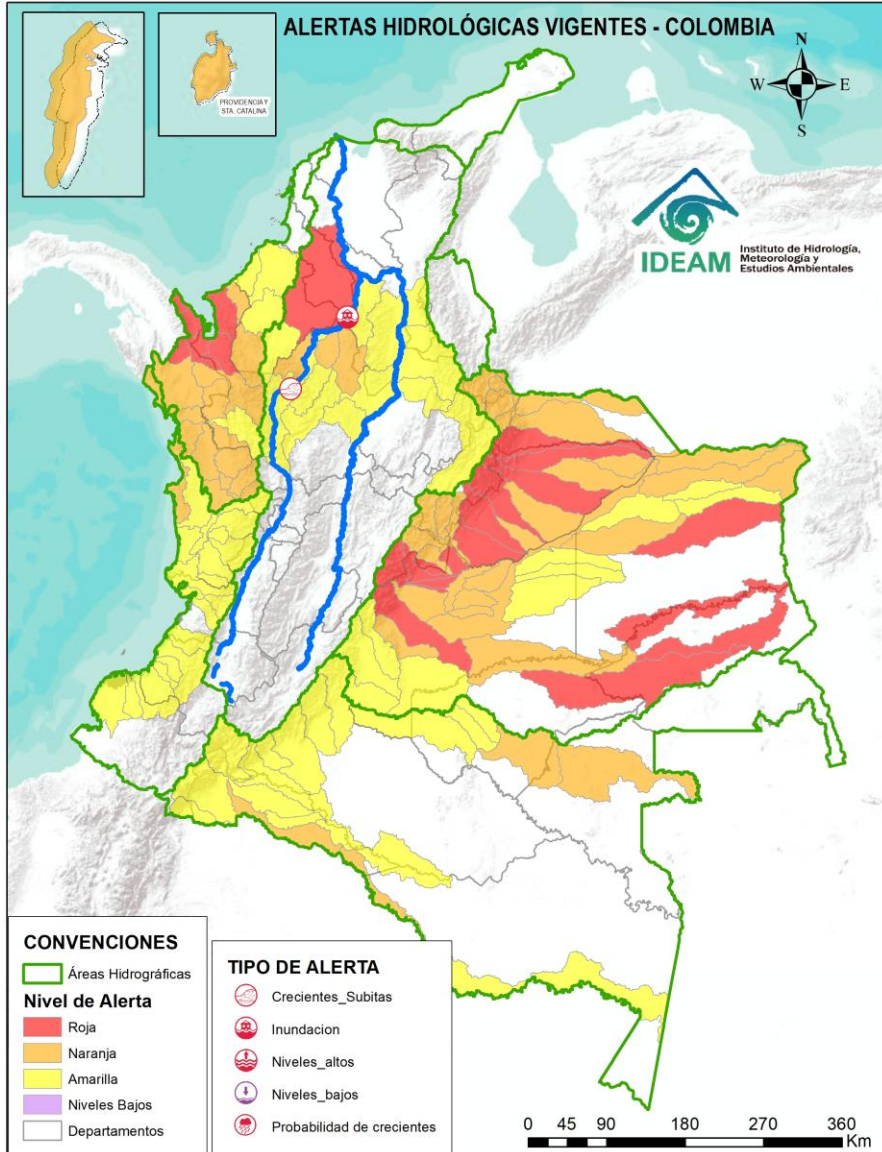 ALERTAS HIDROLÓGICAS VIGENTES - COLOMBIA
PROVIDENCIA Y
STA. CATALINA
N
W
E
S
IDEAM
Instituto de Hidrología,
Meteorología y
Estudios Ambientales
CONVENCIONES
Áreas Hidrográficas
Nivel de Alerta
Roja
Naranja
Amarilla
Niveles Bajos
Departamentos
TIPO DE ALERTA
Crecientes_Subitas
Inundacion
Niveles_altos
Niveles_bajos
Probabilidad de crecientes
0 45 90 180 270 360
Km